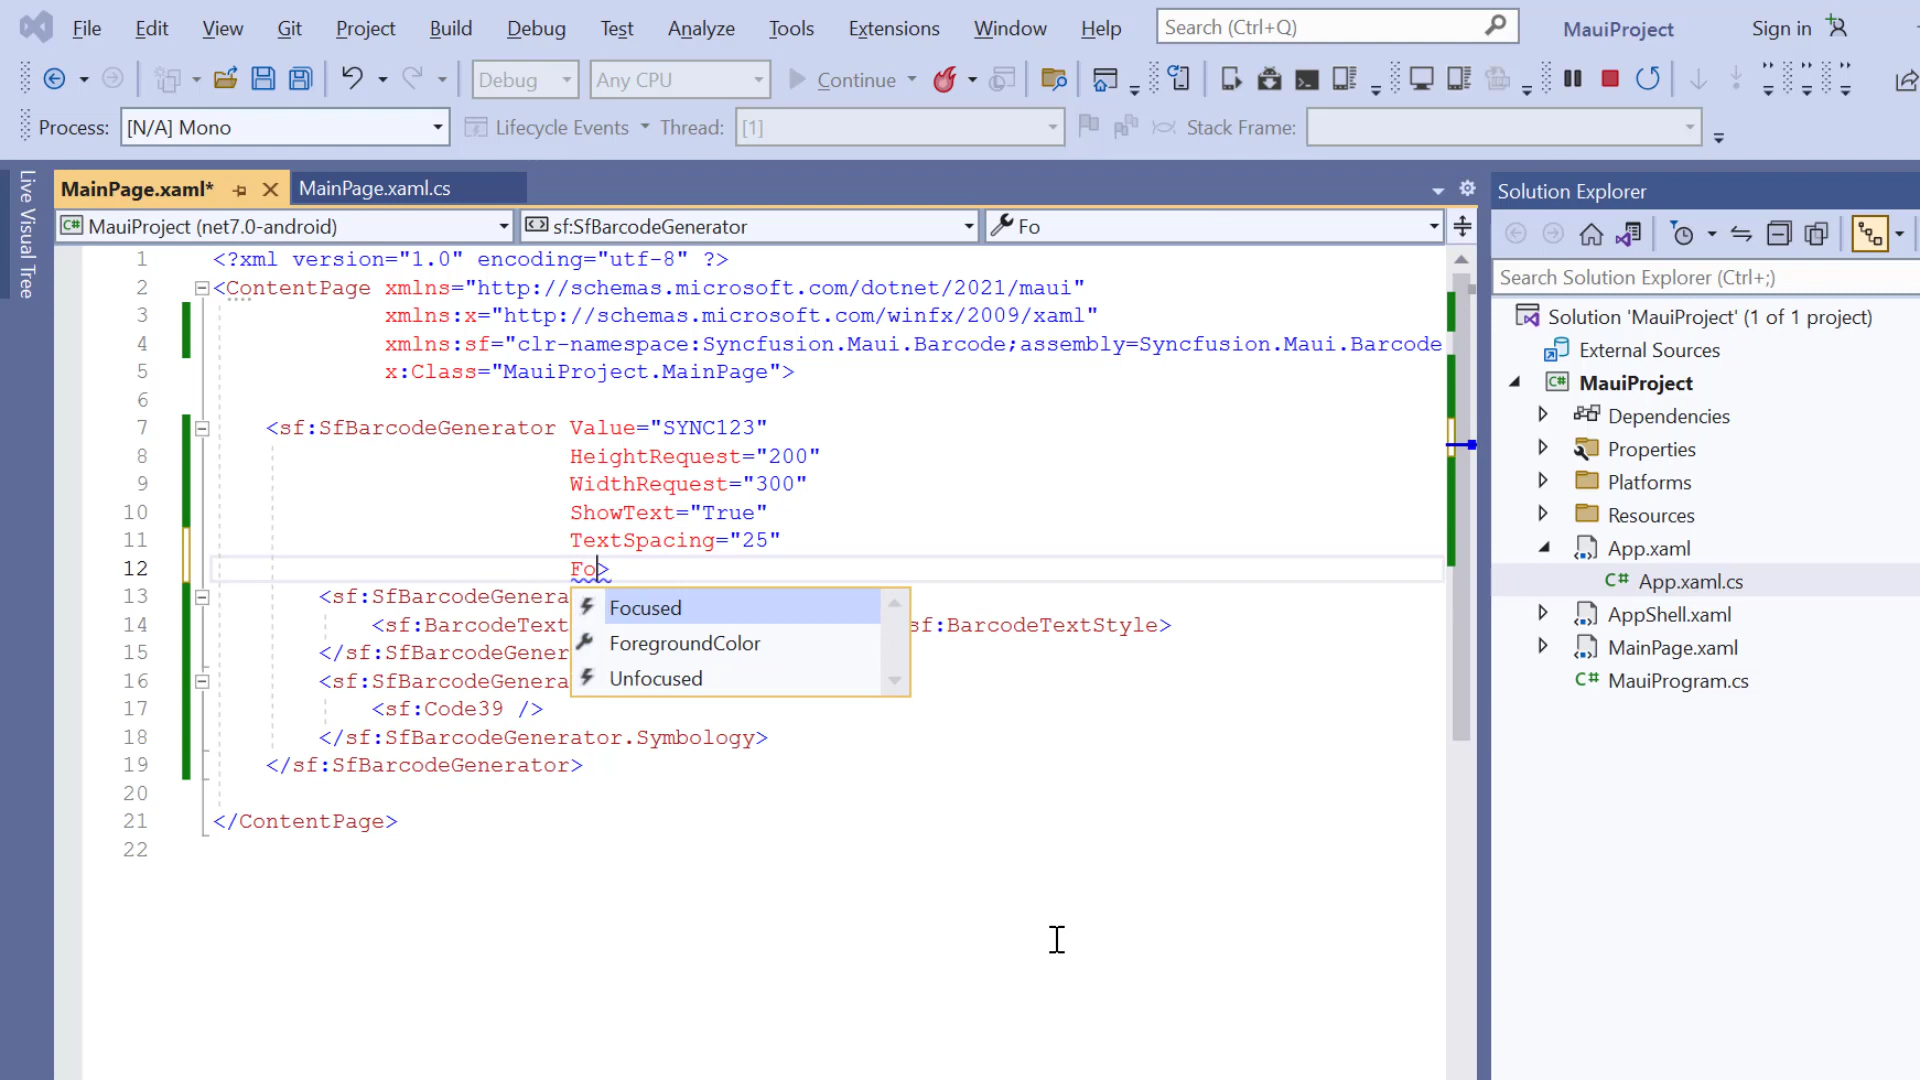 File Edit View Git Project Build Debug Test Analyze Tools Extensions Window Help Search (Ctrl+Q) MauiProject Sign in
Debug Any CPU Continue
Process: [N/A] Mono Lifecycle Events Thread: [1] Stack Frame:
Live Visual Tree
MainPage.xaml* MainPage.xaml.cs
MauiProject (net7.0-android) sf:SfBarcodeGenerator Fo
1 <?xml version="1.0" encoding="utf-8" ?>
2 <ContentPage xmlns="http://schemas.microsoft.com/dotnet/2021/maui"
3 xmlns:x="http://schemas.microsoft.com/winfx/2009/xaml"
4 xmlns:sf="clr-namespace:Syncfusion.Maui.Barcode;assembly=Syncfusion.Maui.Barcode
5 x:Class="MauiProject.MainPage">
6
7 <sf:SfBarcodeGenerator Value="SYNC123"
8 HeightRequest="200"
9 WidthRequest="300"
10 ShowText="True"
11 TextSpacing="25"
12 Fo>
13 <sf:SfBarcodeGenera
14 <sf:BarcodeText sf:BarcodeTextStyle>
15 </sf:SfBarcodeGener
16 <sf:SfBarcodeGenera
17 <sf:Code39 />
18 </sf:SfBarcodeGenerator.Symbology>
19 </sf:SfBarcodeGenerator>
20
21 </ContentPage>
22
Focused
ForegroundColor
Unfocused
Solution Explorer
Search Solution Explorer (Ctrl+;)
Solution 'MauiProject' (1 of 1 project)
External Sources
MauiProject
Dependencies
Properties
Platforms
Resources
App.xaml
App.xaml.cs
AppShell.xaml
MainPage.xaml
MauiProgram.cs